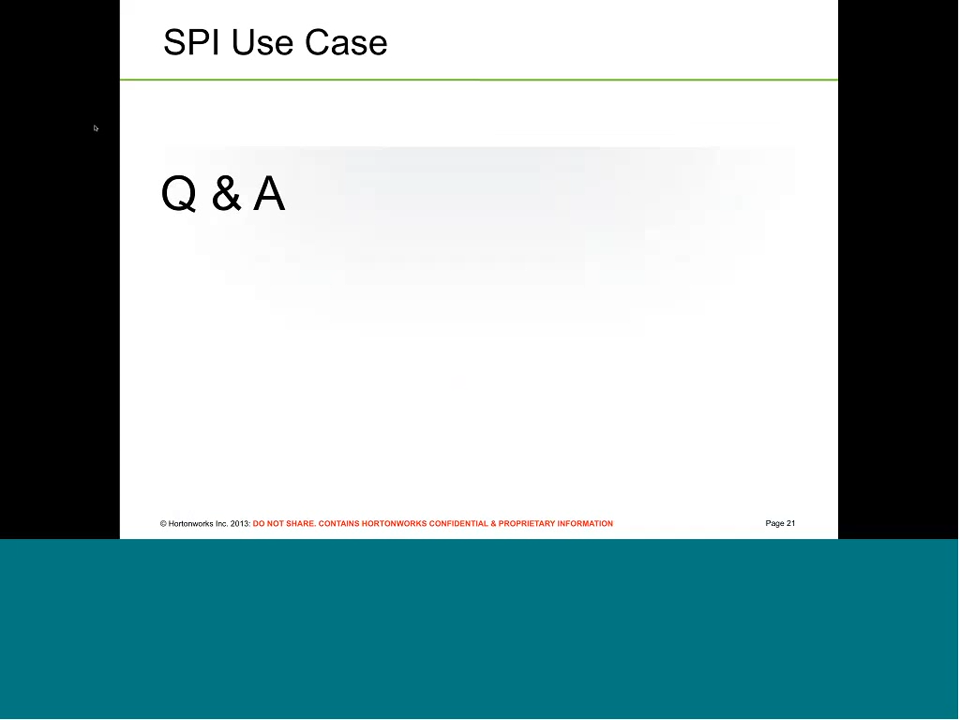 SPI Use Case
Q & A
© Hortonworks Inc. 2013: DO NOT SHARE. CONTAINS HORTONWORKS CONFIDENTIAL & PROPRIETARY INFORMATION
Page 21